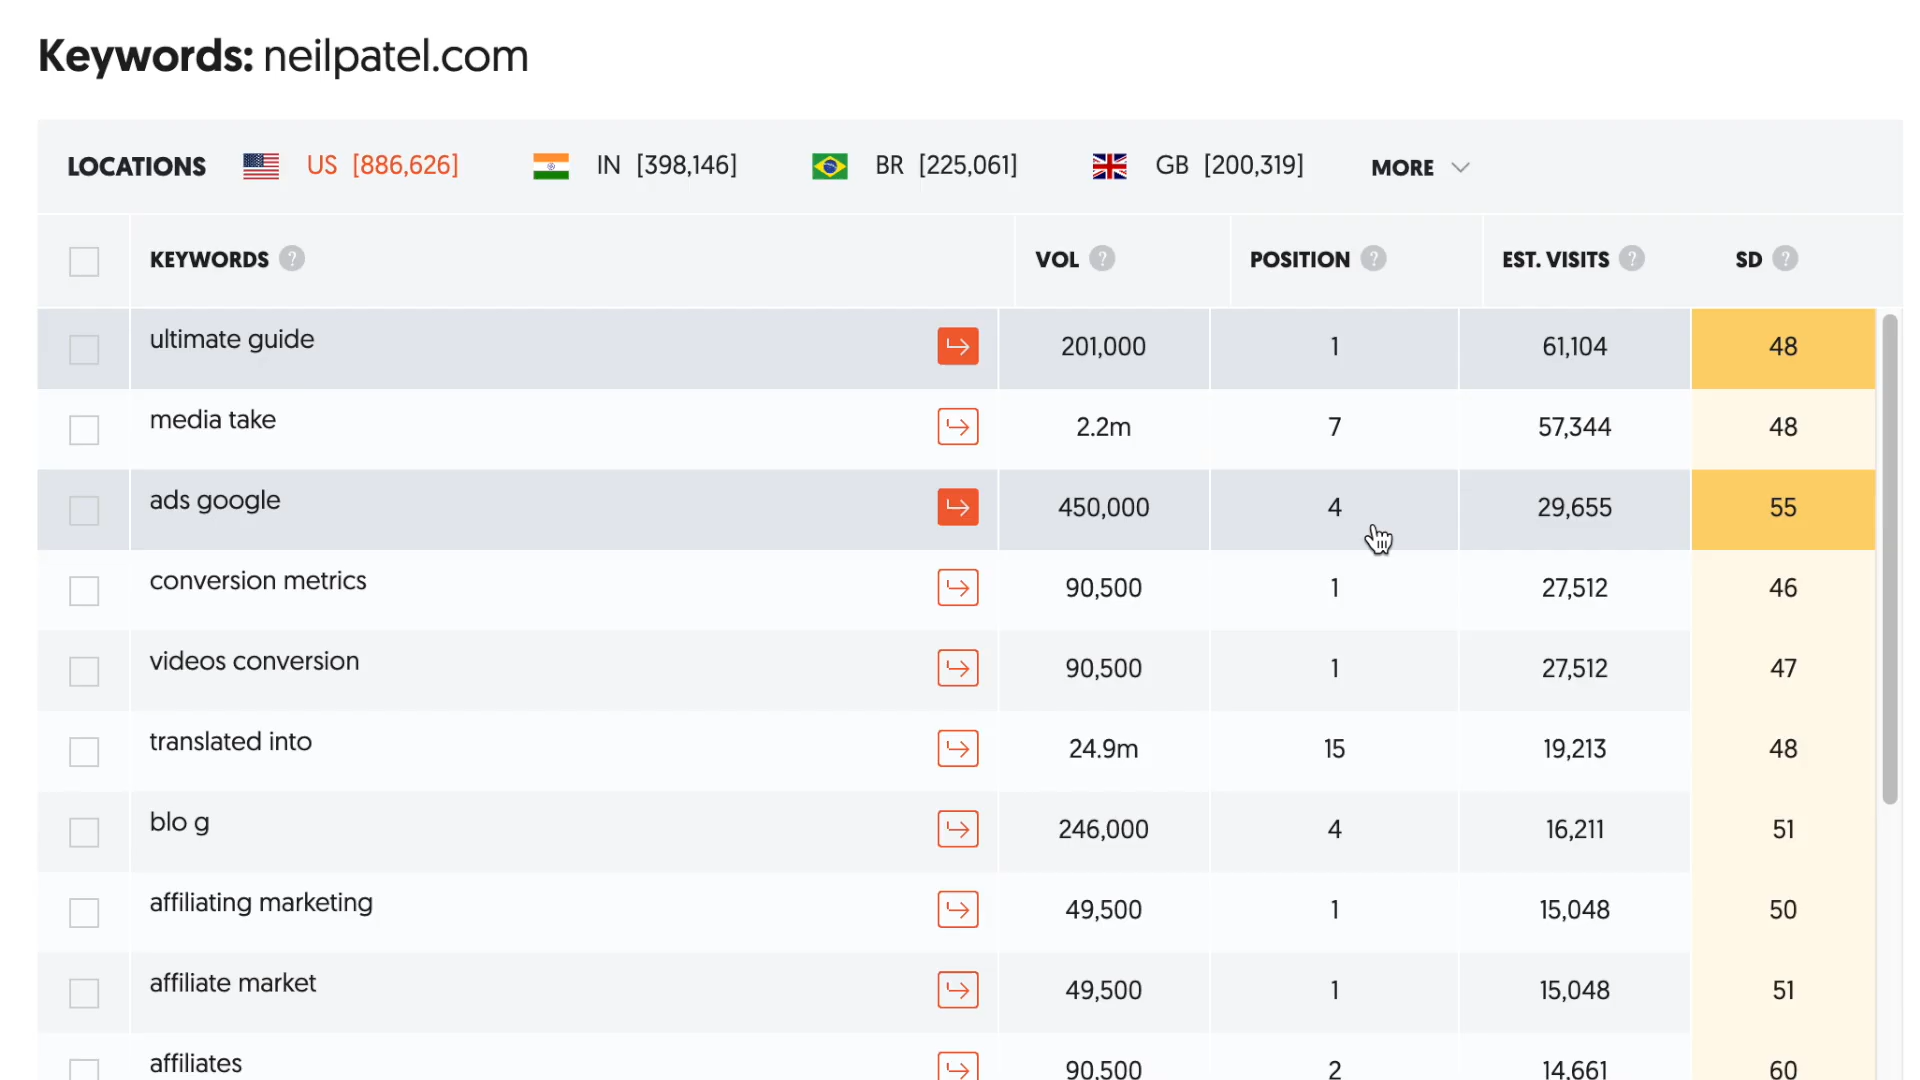 Keywords: neilpatel.com
LOCATIONS US [886,626] IN [398,146] BR [225,061] GB [200,319] MORE
KEYWORDS ? VOL ? POSITION ? EST. VISITS ? SD ?
ultimate guide 201,000 1 61,104 48
media take 2.2m 7 57,344 48
ads google 450,000 4 29,655 55
conversion metrics 90,500 1 27,512 46
videos conversion 90,500 1 27,512 47
translated into 24.9m 15 19,213 48
blo g 246,000 4 16,211 51
affiliating marketing 49,500 1 15,048 50
affiliate market 49,500 1 15,048 51
affiliates 90,500 2 14,661 60